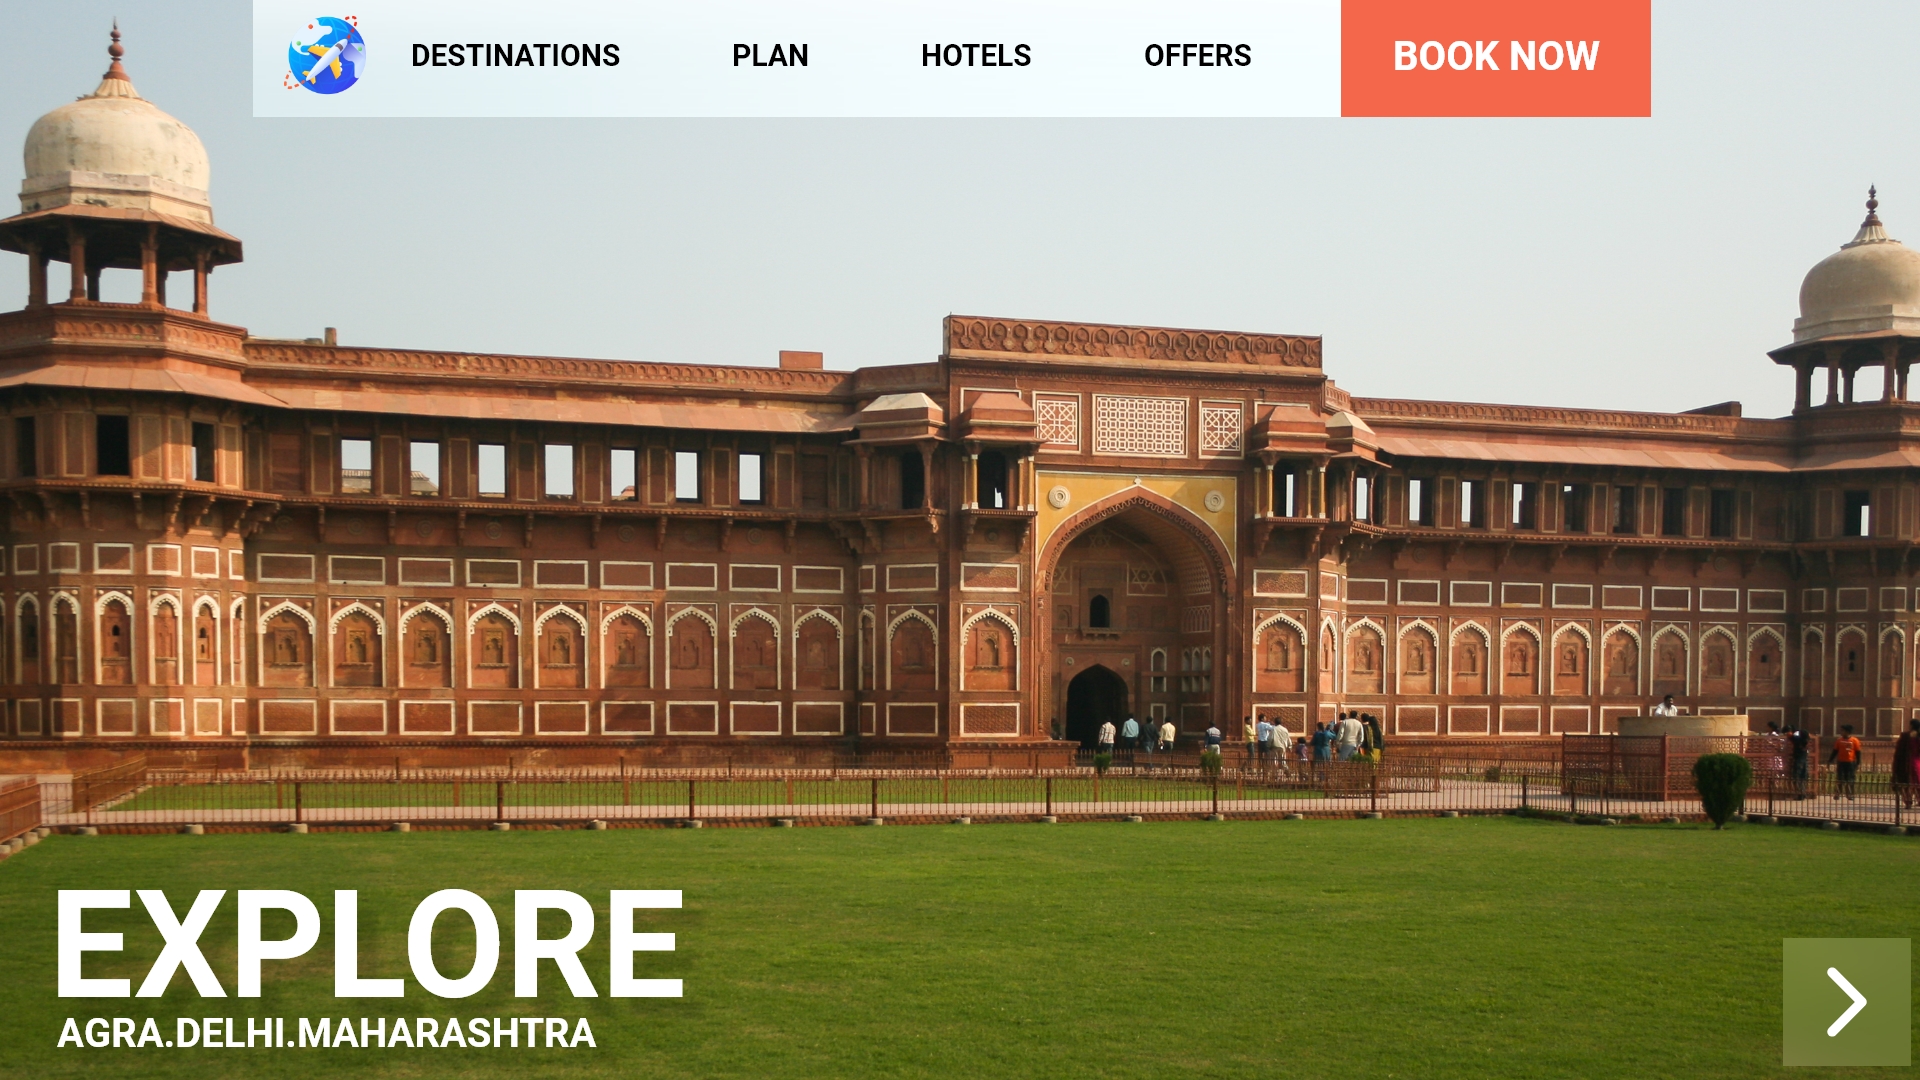 DESTINATIONS
PLAN
HOTELS
OFFERS
BOOK NOW
EXPLORE
AGRA.DELHI.MAHARASHTRA